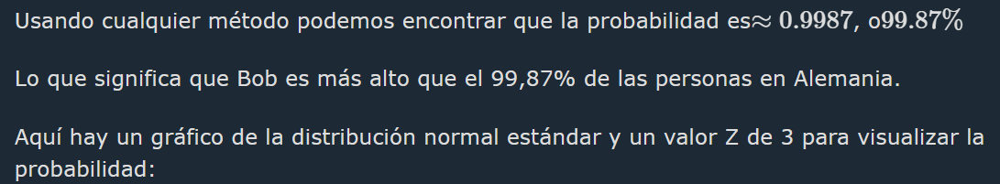 Usando cualquier método podemos encontrar que la probabilidad es≈ 0.9987, o99.87%
Lo que significa que Bob es más alto que el 99,87% de las personas en Alemania.
Aquí hay un gráfico de la distribución normal estándar y un valor Z de 3 para visualizar la
probabilidad: